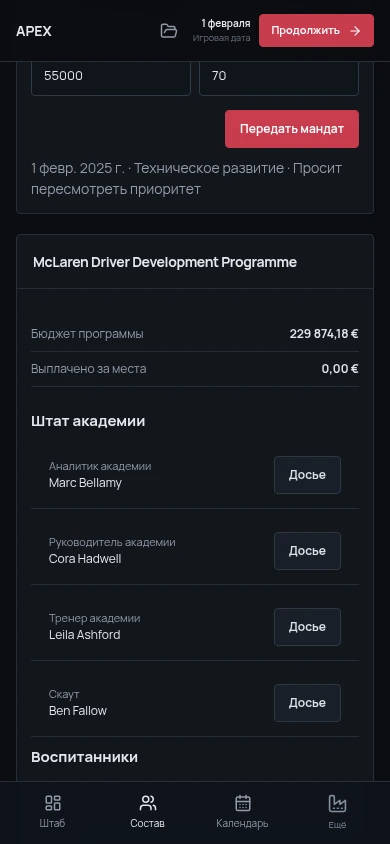 APEX
1 февраля
Игровая дата
Продолжить
55000
70
Передать мандат
1 февр. 2025 г. · Техническое развитие · Просит
пересмотреть приоритет
McLaren Driver Development Programme
Бюджет программы
229 874,18 €
Выплачено за места
0,00 €
Штат академии
Аналитик академии
Marc Bellamy
Досье
Руководитель академии
Cora Hadwell
Досье
Тренер академии
Leila Ashford
Досье
Скаут
Ben Fallow
Досье
Воспитанники
Штаб
Состав
Календарь
Ещё